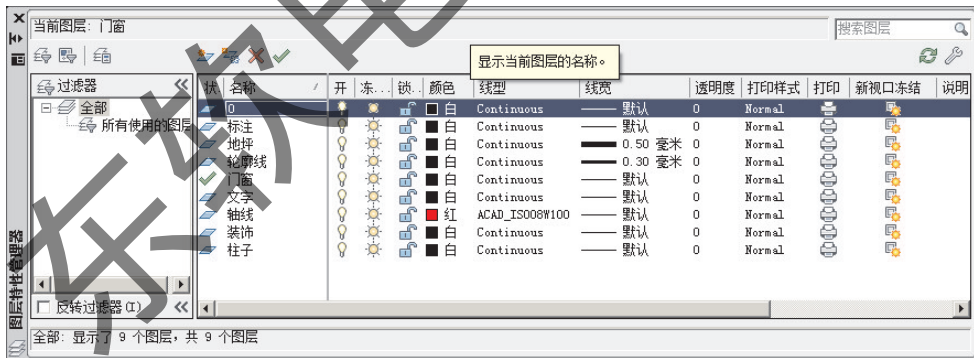 当前图层: 门窗
搜索图层
显示当前图层的名称。
过滤器
状 名称 开 冻... 锁.. 颜色 线型 线宽 透明度 打印样式 打印 新视口冻结 说明
全部
所有使用的图层
0 白 Continuous 默认 0 Normal
标注 白 Continuous 默认 0 Normal
地坪 白 Continuous 0.50 毫米 0 Normal
轮廓线 白 Continuous 0.30 毫米 0 Normal
门窗 白 Continuous 默认 0 Normal
文字 白 Continuous 默认 0 Normal
轴线 红 ACAD_ISO08W100 默认 0 Normal
装饰 白 Continuous 默认 0 Normal
柱子 白 Continuous 默认 0 Normal
反转过滤器(I)
图层特性管理器
全部: 显示了 9 个图层，共 9 个图层
东软电